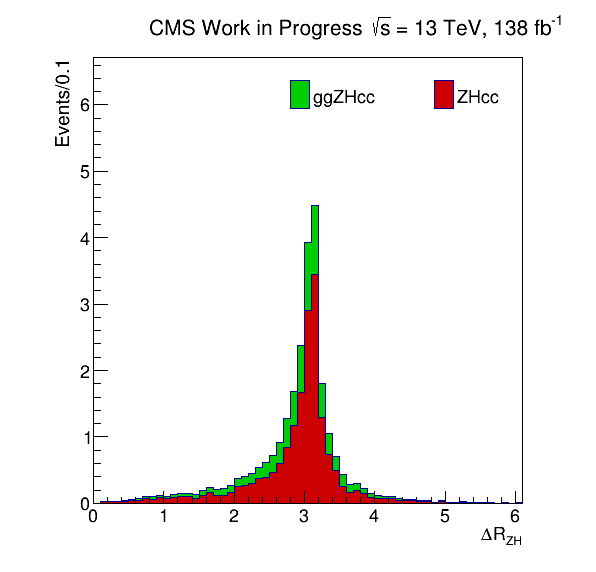 CMS Work in Progress √s = 13 TeV, 138 fb⁻¹
Events/0.1
ggZHcc ZHcc
6
5
4
3
2
1
0
0 1 2 3 4 5 6
ΔR_ZH